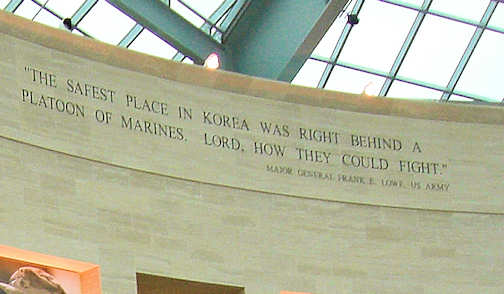 "THE SAFEST PLACE IN KOREA WAS RIGHT BEHIND A
PLATOON OF MARINES. LORD, HOW THEY COULD FIGHT."
MAJOR GENERAL FRANK E. LOWE, US ARMY